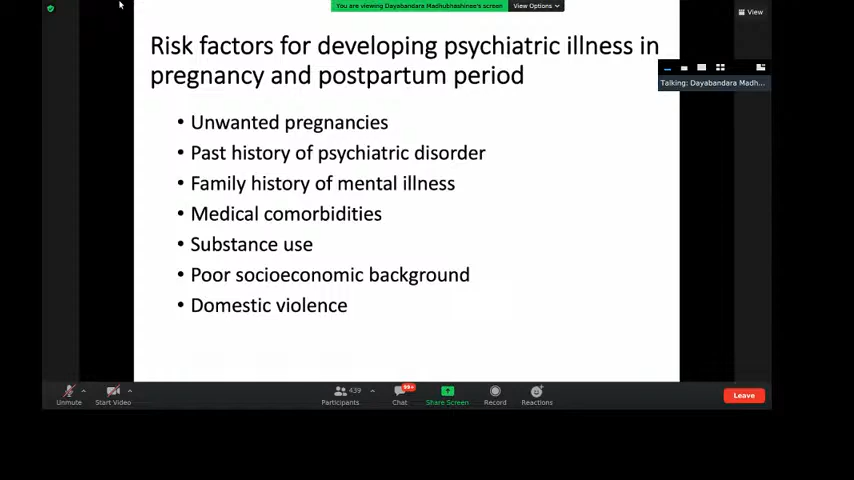 You are viewing Dayabandara Madhubhashinee's screen
View Options
View
Risk factors for developing psychiatric illness in
pregnancy and postpartum period
Talking: Dayabandara Madh...
• Unwanted pregnancies
• Past history of psychiatric disorder
• Family history of mental illness
• Medical comorbidities
• Substance use
• Poor socioeconomic background
• Domestic violence
439
99+
Unmute
Start Video
Participants
Chat
Share Screen
Record
Reactions
Leave